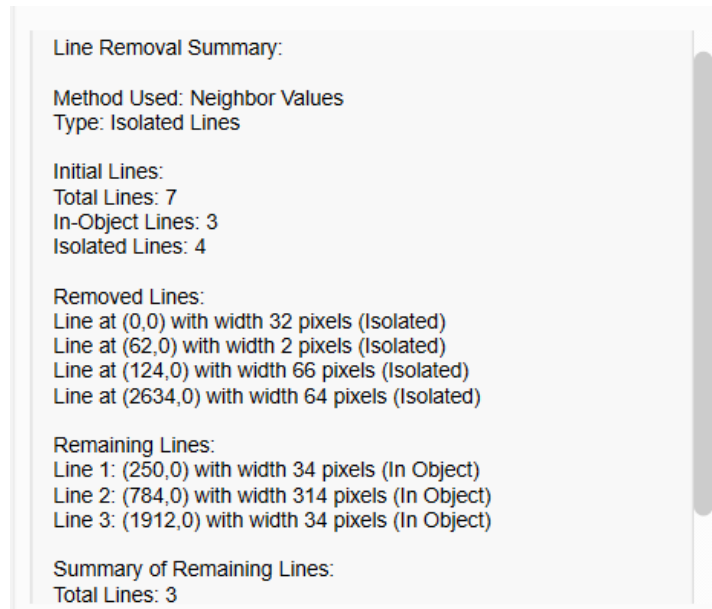 Line Removal Summary:
Method Used: Neighbor Values
Type: Isolated Lines
Initial Lines:
Total Lines: 7
In-Object Lines: 3
Isolated Lines: 4
Removed Lines:
Line at (0,0) with width 32 pixels (Isolated)
Line at (62,0) with width 2 pixels (Isolated)
Line at (124,0) with width 66 pixels (Isolated)
Line at (2634,0) with width 64 pixels (Isolated)
Remaining Lines:
Line 1: (250,0) with width 34 pixels (In Object)
Line 2: (784,0) with width 314 pixels (In Object)
Line 3: (1912,0) with width 34 pixels (In Object)
Summary of Remaining Lines:
Total Lines: 3